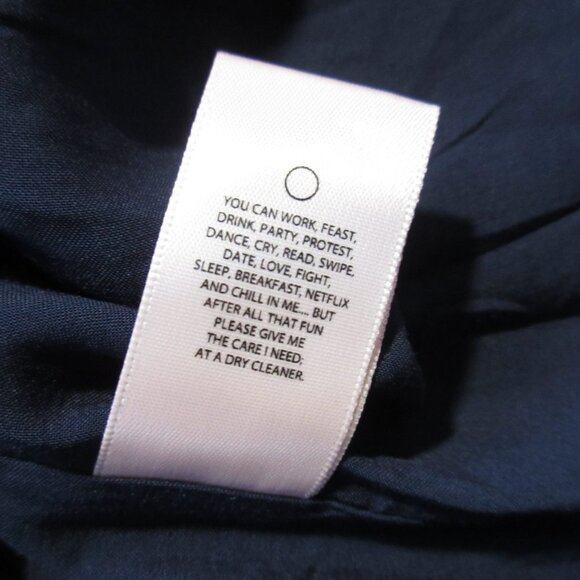 YOU CAN WORK, FEAST,
DRINK, PARTY, PROTEST,
DANCE, CRY, READ, SWIPE,
DATE, LOVE, FIGHT,
SLEEP, BREAKFAST, NETFLIX
AND CHILL IN ME.... BUT
AFTER ALL THAT FUN
PLEASE GIVE ME
THE CARE I NEED;
AT A DRY CLEANER.